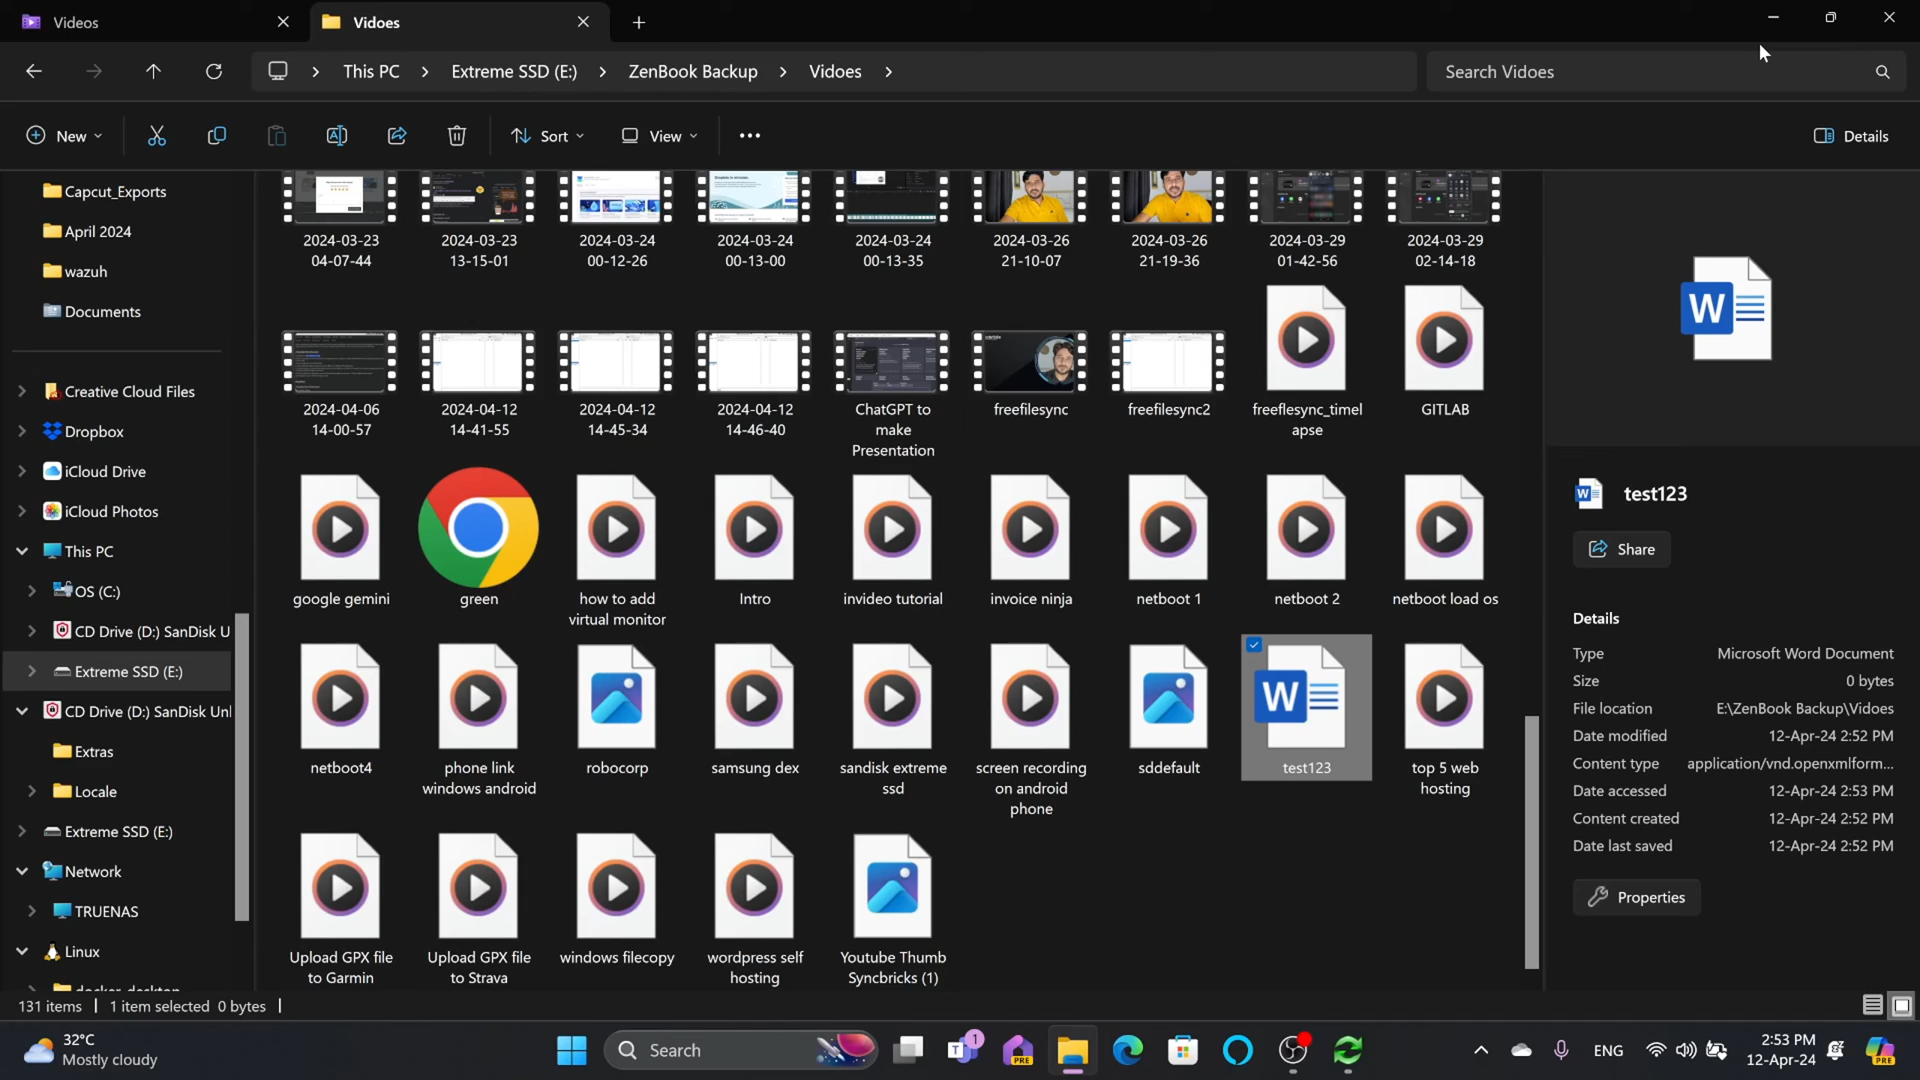 Videos
Vidoes
This PC
Extreme SSD (E:)
ZenBook Backup
Vidoes
Search Vidoes
New
Sort
View
Details
Capcut_Exports
April 2024
wazuh
Documents
Creative Cloud Files
Dropbox
iCloud Drive
iCloud Photos
This PC
OS (C:)
CD Drive (D:) SanDisk U
Extreme SSD (E:)
CD Drive (D:) SanDisk Unl
Extras
Locale
Extreme SSD (E:)
Network
TRUENAS
Linux
docker-desktop
2024-03-23 04-07-44
2024-03-23 13-15-01
2024-03-24 00-12-26
2024-03-24 00-13-00
2024-03-24 00-13-35
2024-03-26 21-10-07
2024-03-26 21-19-36
2024-03-29 01-42-56
2024-03-29 02-14-18
2024-04-06 14-00-57
2024-04-12 14-41-55
2024-04-12 14-45-34
2024-04-12 14-46-40
ChatGPT to make Presentation
freefilesync
freefilesync2
freeflesync_timel apse
GITLAB
google gemini
green
how to add virtual monitor
Intro
invideo tutorial
invoice ninja
netboot 1
netboot 2
netboot load os
netboot4
phone link windows android
robocorp
samsung dex
sandisk extreme ssd
screen recording on android phone
sddefault
test123
top 5 web hosting
Upload GPX file to Garmin
Upload GPX file to Strava
windows filecopy
wordpress self hosting
Youtube Thumb Syncbricks (1)
test123
Share
Details
Type Microsoft Word Document
Size 0 bytes
File location E:\ZenBook Backup\Vidoes
Date modified 12-Apr-24 2:52 PM
Content type application/vnd.openxmlform...
Date accessed 12-Apr-24 2:53 PM
Content created 12-Apr-24 2:52 PM
Date last saved 12-Apr-24 2:52 PM
Properties
131 items
1 item selected 0 bytes
32°C
Mostly cloudy
Search
1
PRE
ENG
2:53 PM
12-Apr-24
PRE